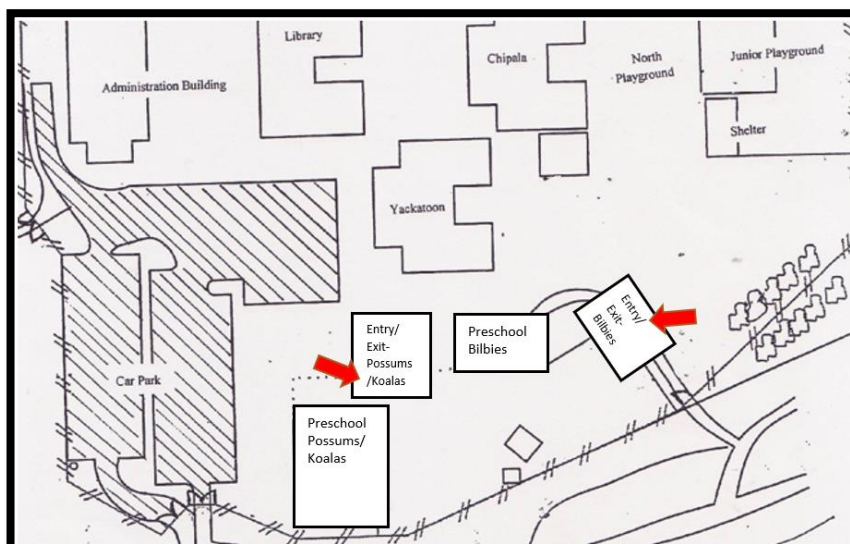 Library
Administration Building
Chipala
North
Playground
Junior Playground
Shelter
Yackatoon
Entry/
Exit-
Bilbies
Entry/
Exit-
Possums
/Koalas
Preschool
Bilbies
Car Park
Preschool
Possums/
Koalas